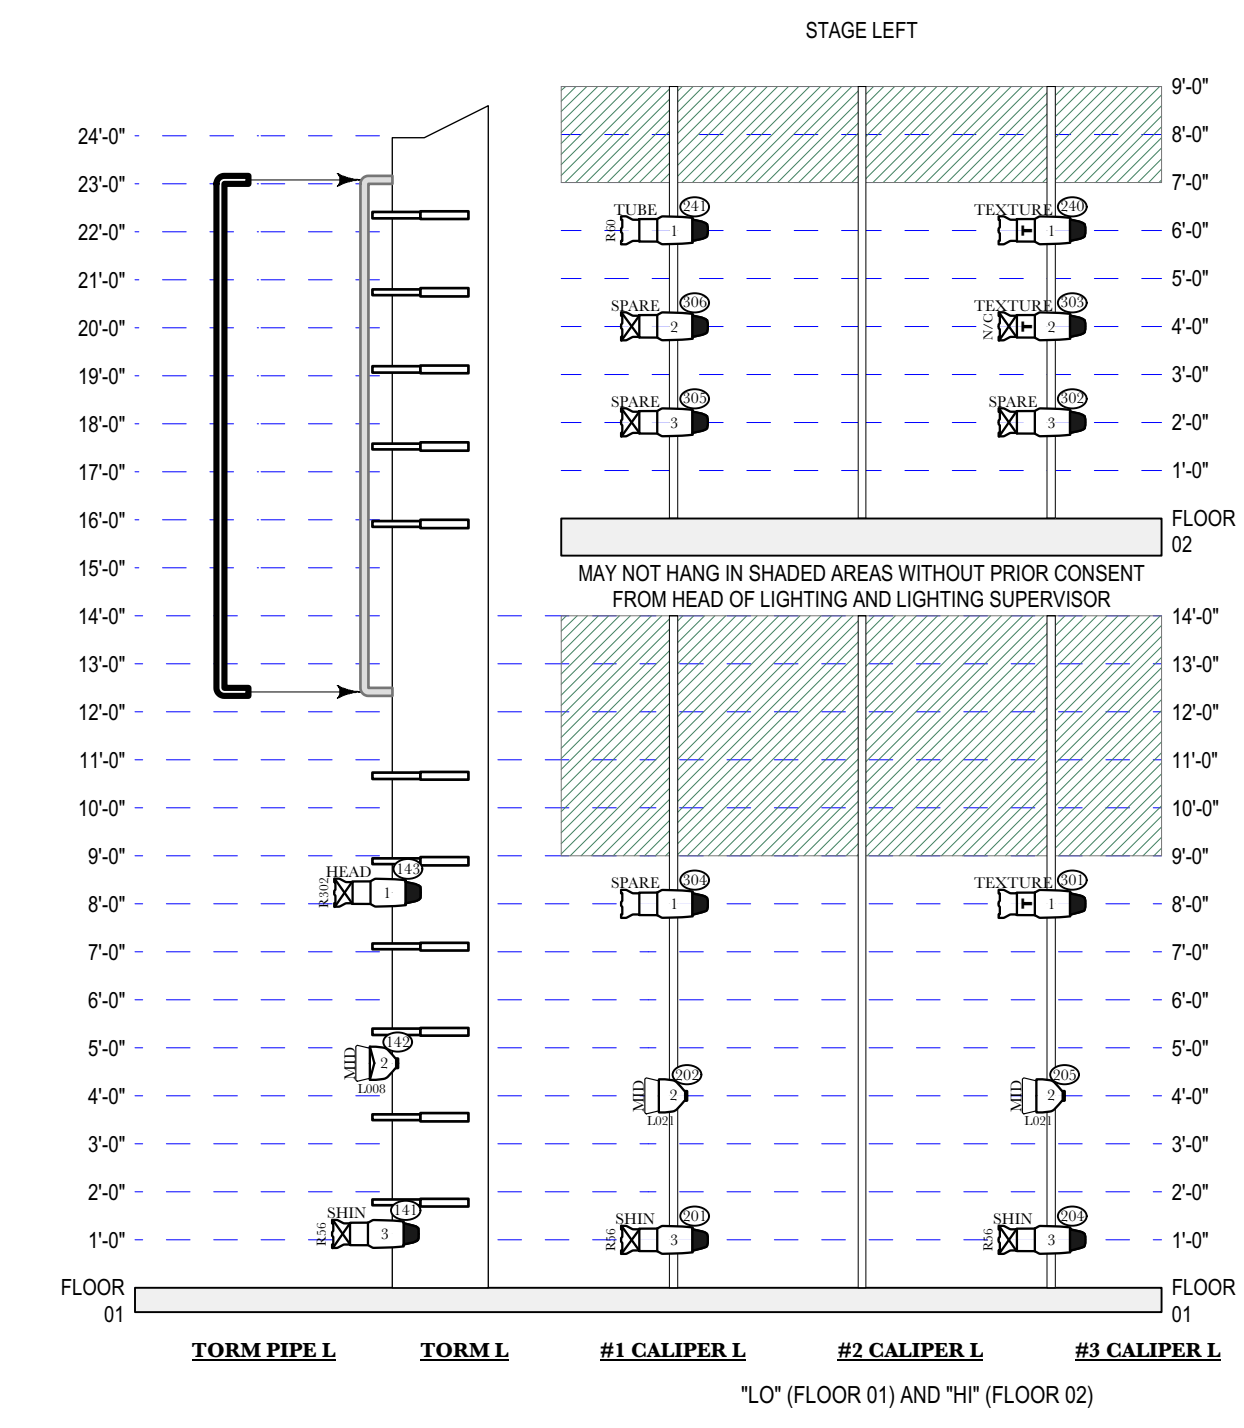 STAGE LEFT
9'-0"
24'-0"
8'-0"
23'-0"
7'-0"
TUBE
241
TEXTURE
240
22'-0"
R60
1
T
1
6'-0"
21'-0"
5'-0"
SPARE
306
TEXTURE
303
20'-0"
2
N/C
T
2
4'-0"
19'-0"
3'-0"
SPARE
305
SPARE
302
18'-0"
3
3
2'-0"
17'-0"
1'-0"
16'-0"
FLOOR
02
15'-0"
MAY NOT HANG IN SHADED AREAS WITHOUT PRIOR CONSENT
FROM HEAD OF LIGHTING AND LIGHTING SUPERVISOR
14'-0"
14'-0"
13'-0"
13'-0"
12'-0"
12'-0"
11'-0"
11'-0"
10'-0"
10'-0"
9'-0"
9'-0"
HEAD
143
SPARE
304
TEXTURE
301
R302
1
8'-0"
1
T
1
8'-0"
7'-0"
7'-0"
6'-0"
6'-0"
5'-0"
142
5'-0"
MID
2
L008
202
205
4'-0"
MID
2
L021
MID
2
L021
4'-0"
3'-0"
3'-0"
2'-0"
2'-0"
SHIN
141
SHIN
201
SHIN
204
1'-0"
R56
3
R56
3
R56
3
1'-0"
FLOOR
01
FLOOR
01
TORM PIPE L
TORM L
#1 CALIPER L
#2 CALIPER L
#3 CALIPER L
"LO" (FLOOR 01) AND "HI" (FLOOR 02)